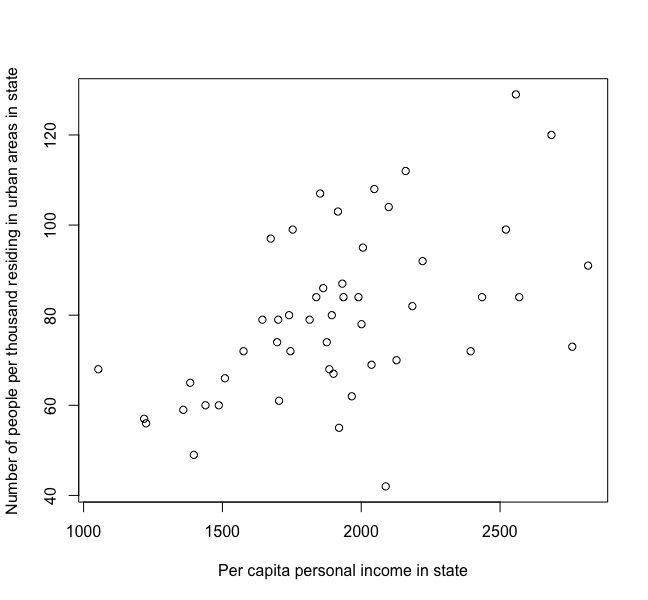 Number of people per thousand residing in urban areas in state
120
100
80
60
40
1000 1500 2000 2500
Per capita personal income in state